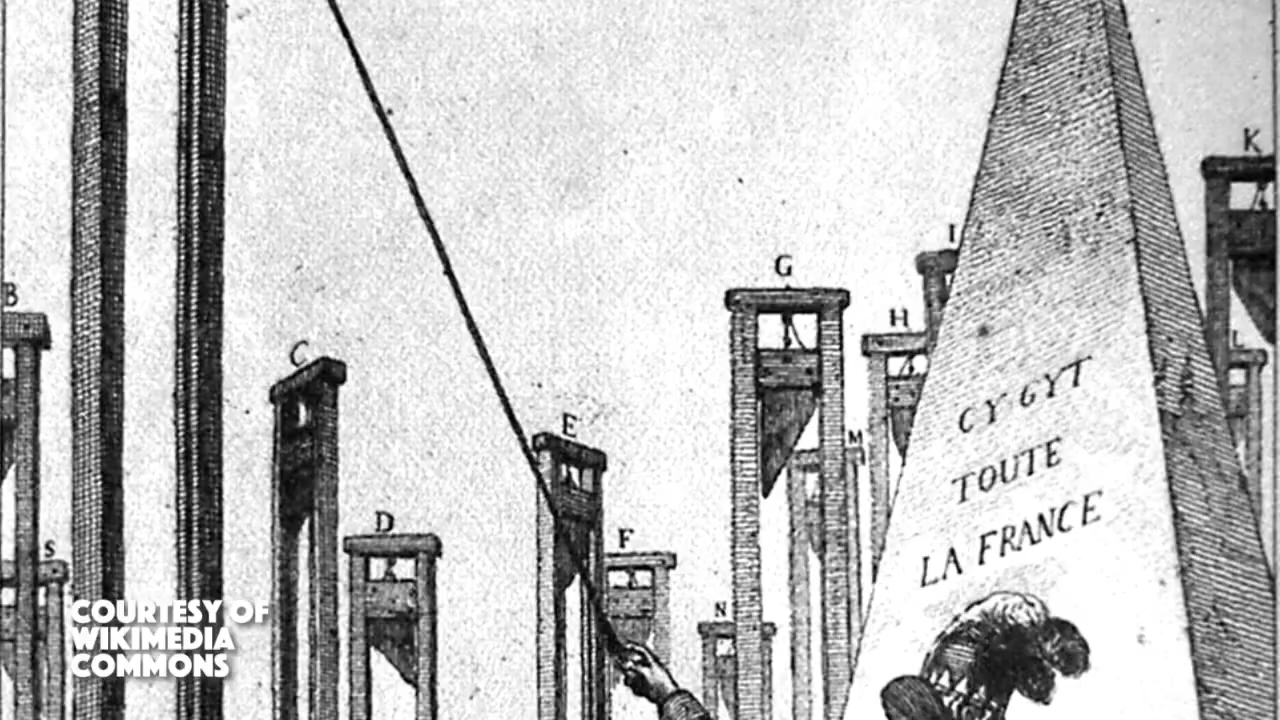 K
I
G
B
H
L
C
CY GYT
E
M
TOUTE
D
F
LA FRANCE
S
N
COURTESY OF
WIKIMEDIA
COMMONS